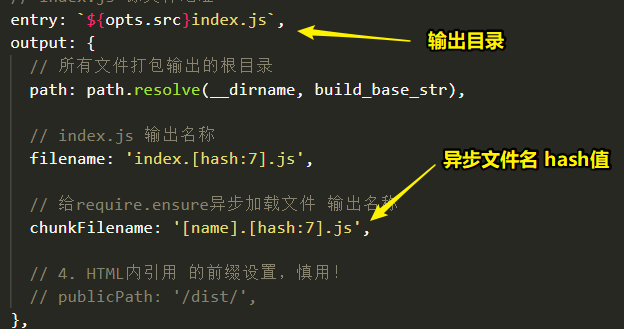 entry: `${opts.src}index.js`,
输出目录
output: {
// 所有文件打包输出的根目录
path: path.resolve(__dirname, build_base_str),
// index.js 输出名称
filename: 'index.[hash:7].js',
异步文件名 hash值
// 给require.ensure异步加载文件 输出名称
chunkFilename: '[name].[hash:7].js',
// 4. HTML内引用 的前缀设置，慎用！
// publicPath: '/dist/',
},